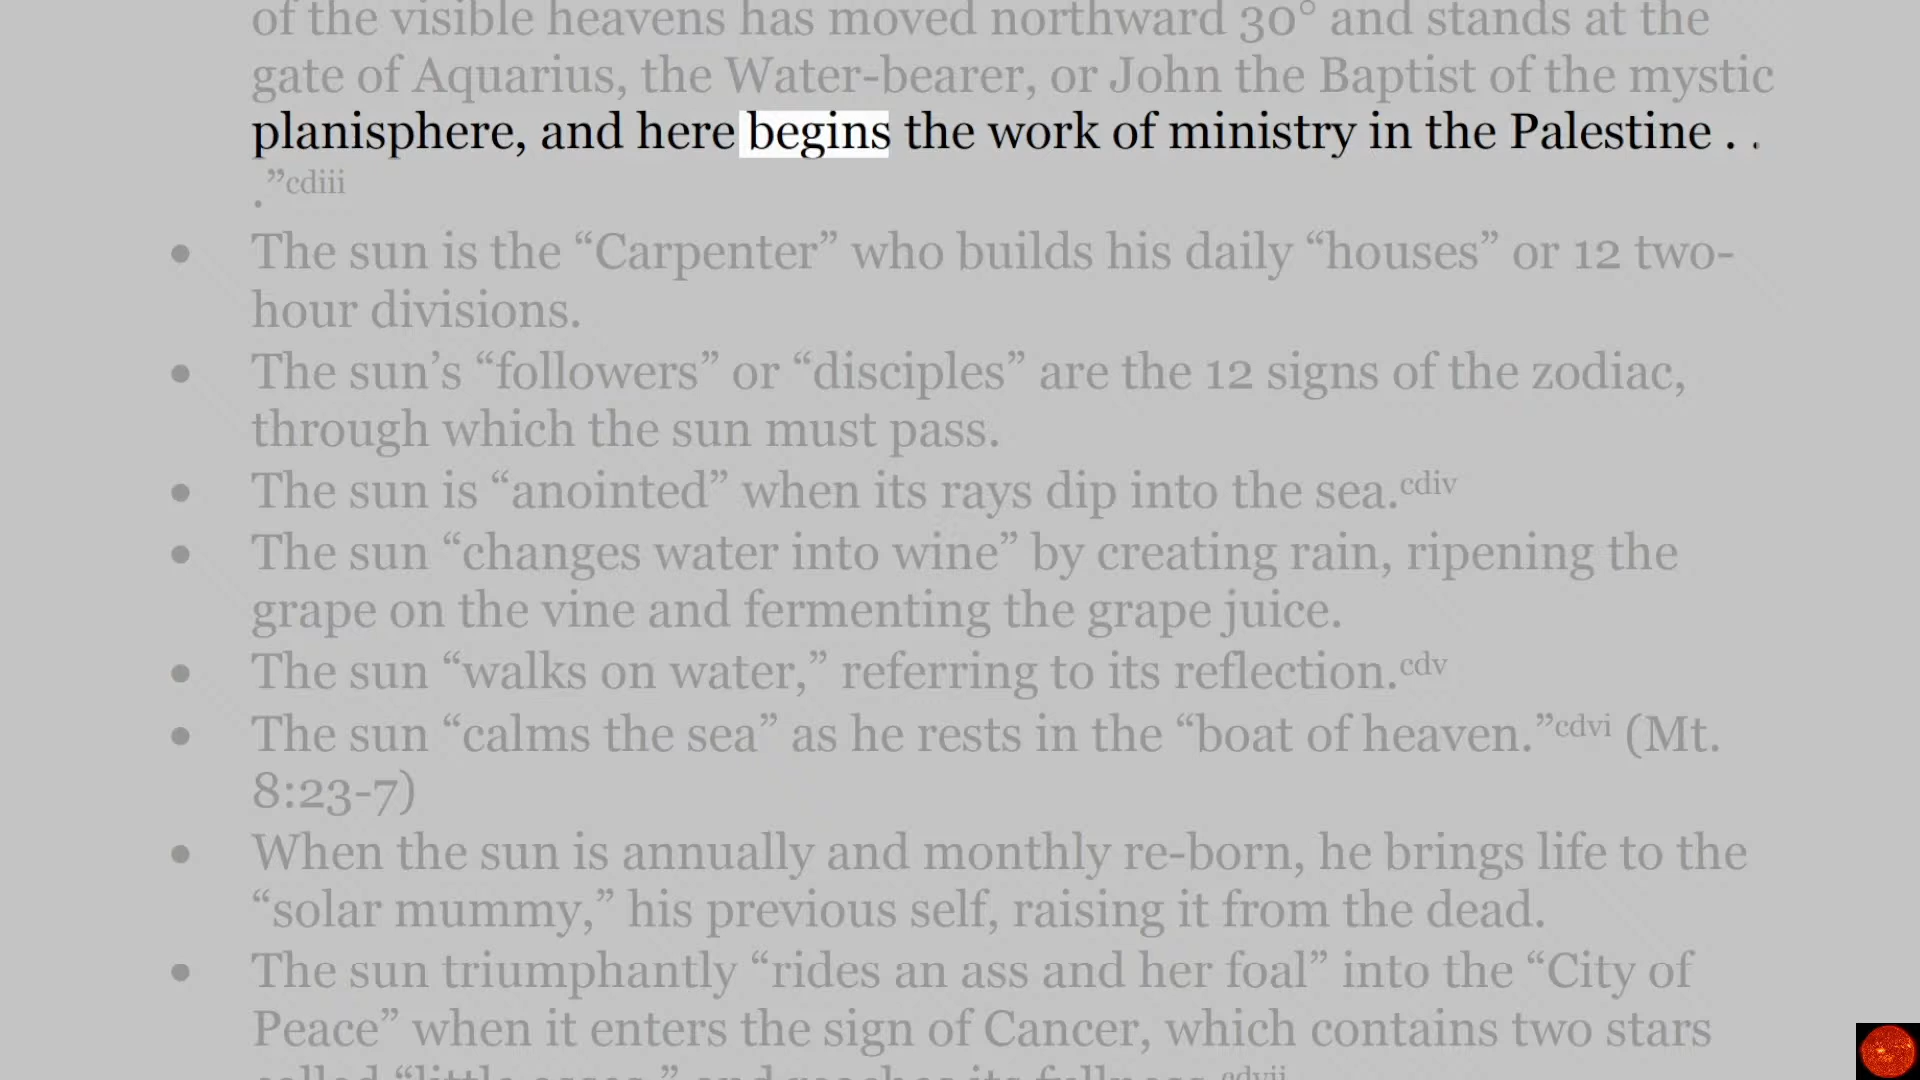 of the visible heavens has moved northward 30° and stands at the
gate of Aquarius, the Water-bearer, or John the Baptist of the mystic
planisphere, and here begins the work of ministry in the Palestine . .
.”cdiii
• The sun is the “Carpenter” who builds his daily “houses” or 12 two-
hour divisions.
• The sun’s “followers” or “disciples” are the 12 signs of the zodiac,
through which the sun must pass.
• The sun is “anointed” when its rays dip into the sea.cdiv
• The sun “changes water into wine” by creating rain, ripening the
grape on the vine and fermenting the grape juice.
• The sun “walks on water,” referring to its reflection.cdv
• The sun “calms the sea” as he rests in the “boat of heaven.”cdvi (Mt.
8:23-7)
• When the sun is annually and monthly re-born, he brings life to the
“solar mummy,” his previous self, raising it from the dead.
• The sun triumphantly “rides an ass and her foal” into the “City of
Peace” when it enters the sign of Cancer, which contains two stars
called “little asses,” and reaches its fullness.cdvii